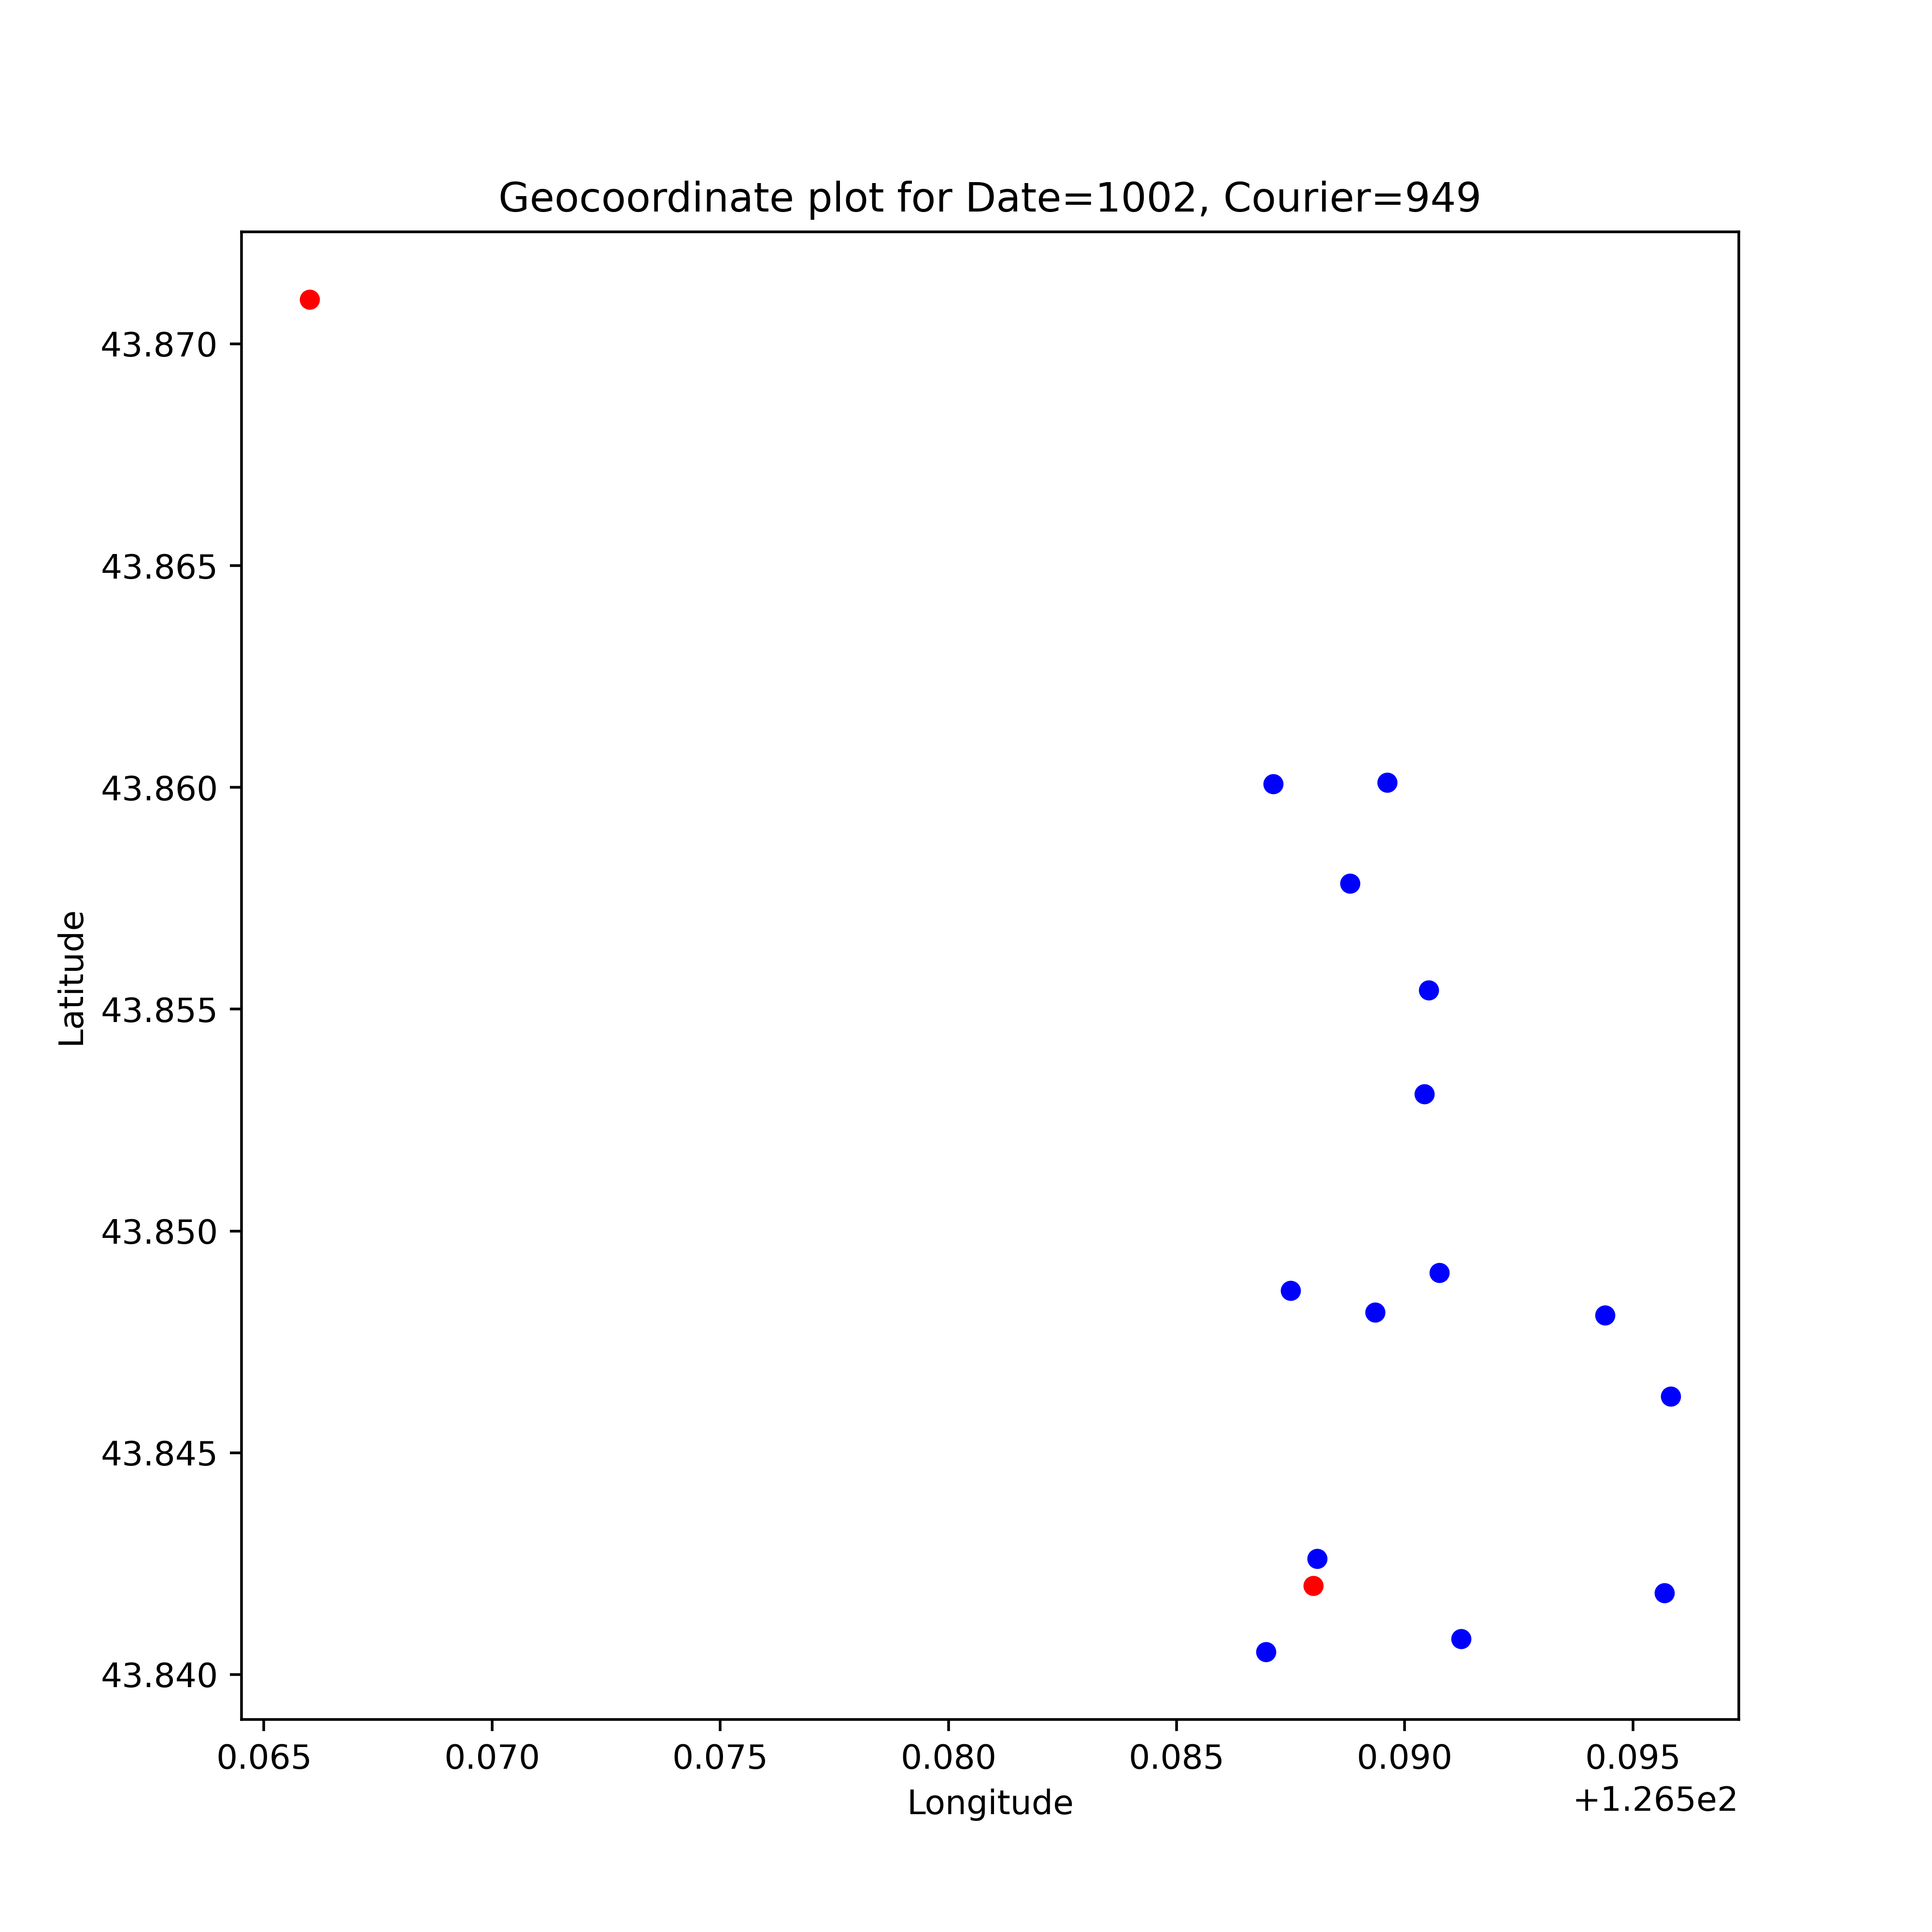 Geocoordinate plot for Date=1002, Courier=949
43.870
43.865
43.860
43.855
43.850
43.845
43.840
Latitude
0.065 0.070 0.075 0.080 0.085 0.090 0.095
+1.265e2
Longitude